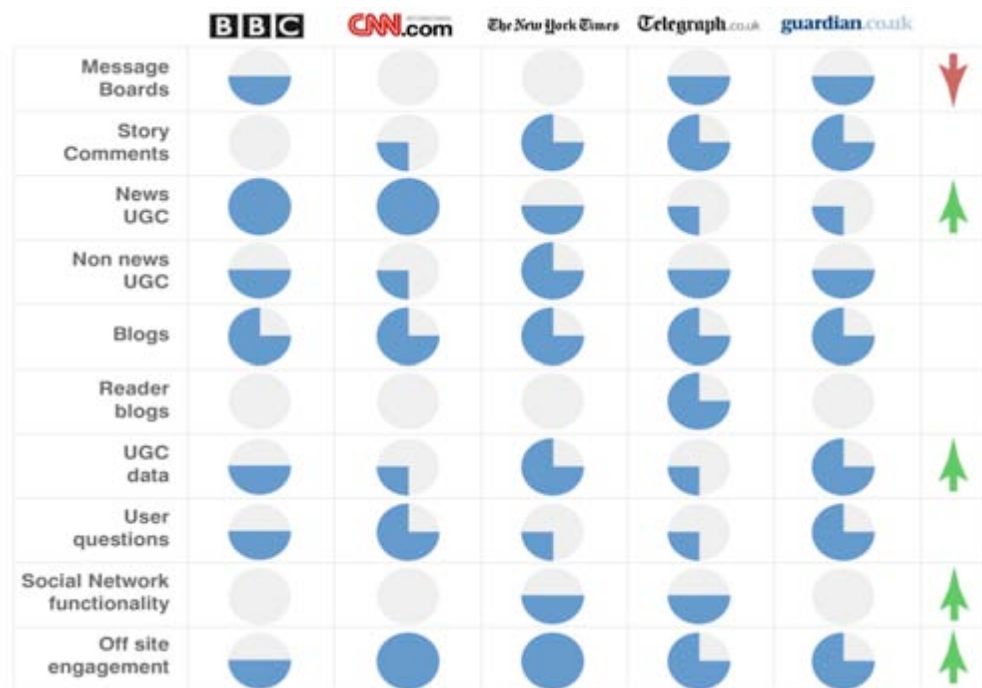 BBC CNN.com The New York Times Telegraph.co.uk guardian.co.uk
Message
Boards
Story
Comments
News
UGC
Non news
UGC
Blogs
Reader
blogs
UGC
data
User
questions
Social Network
functionality
Off site
engagement